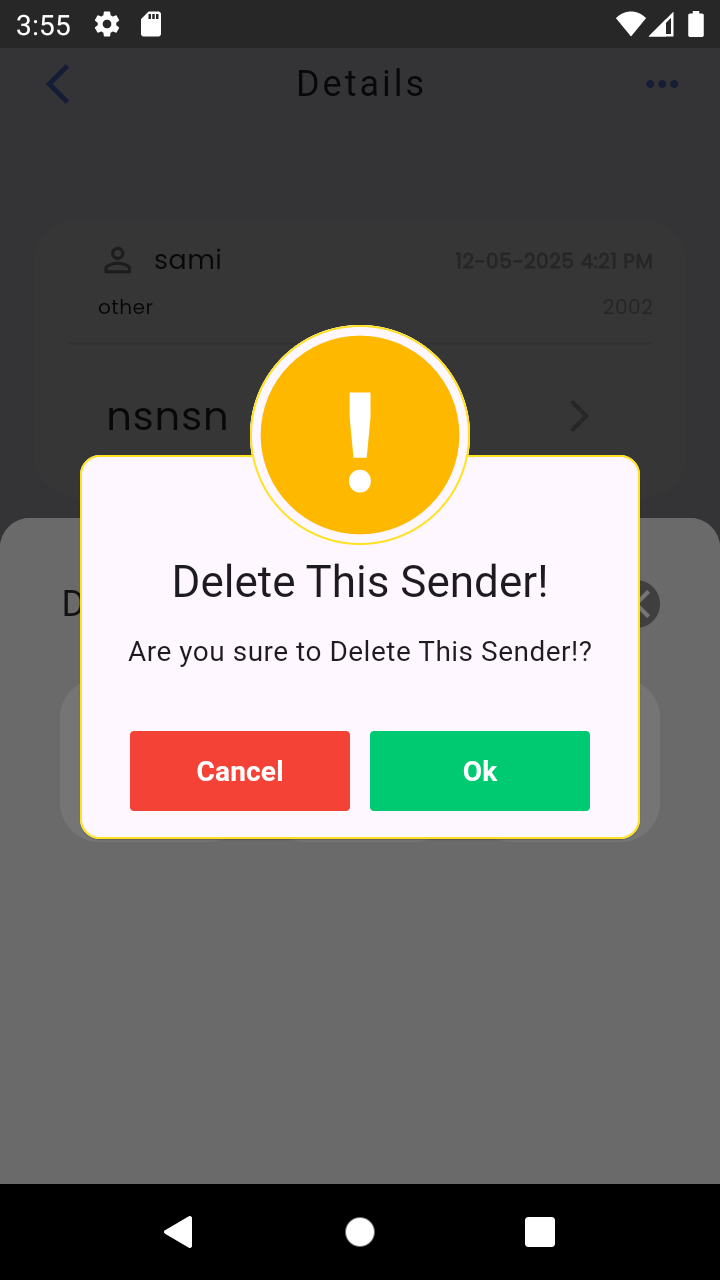 3:55
Details
sami
12-05-2025 4:21 PM
other
2002
nsnsn
!
D
Delete This Sender!
Are you sure to Delete This Sender!?
Cancel
Ok